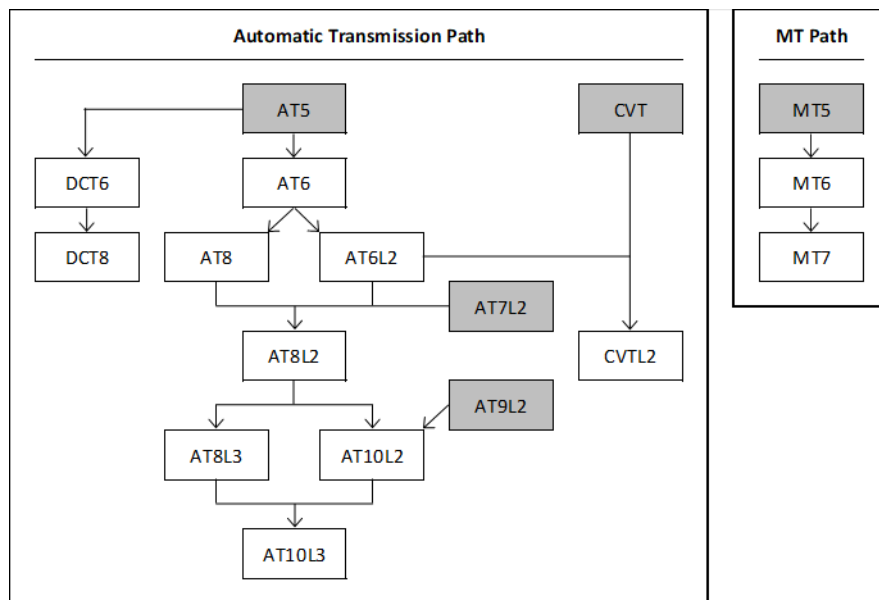 Automatic Transmission Path
MT Path
AT5
CVT
MT5
DCT6
AT6
MT6
DCT8
AT8
AT6L2
MT7
AT7L2
AT8L2
CVTL2
AT9L2
AT8L3
AT10L2
AT10L3